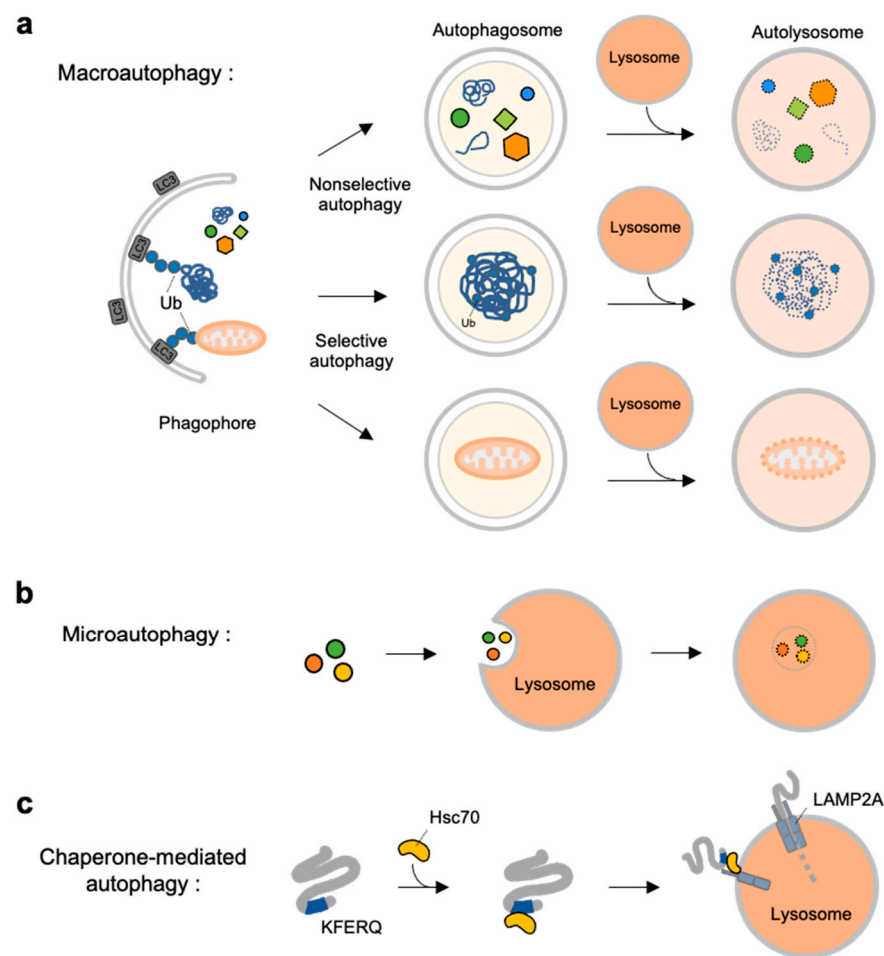 a
Macroautophagy :
Autophagosome
Lysosome
Autolysosome
LC3
LC3
LC3
LC3
Ub
Phagophore
Nonselective
autophagy
Selective
autophagy
Lysosome
Ub
Lysosome
b
Microautophagy :
Lysosome
c
Chaperone-mediated
autophagy :
Hsc70
KFERQ
LAMP2A
Lysosome